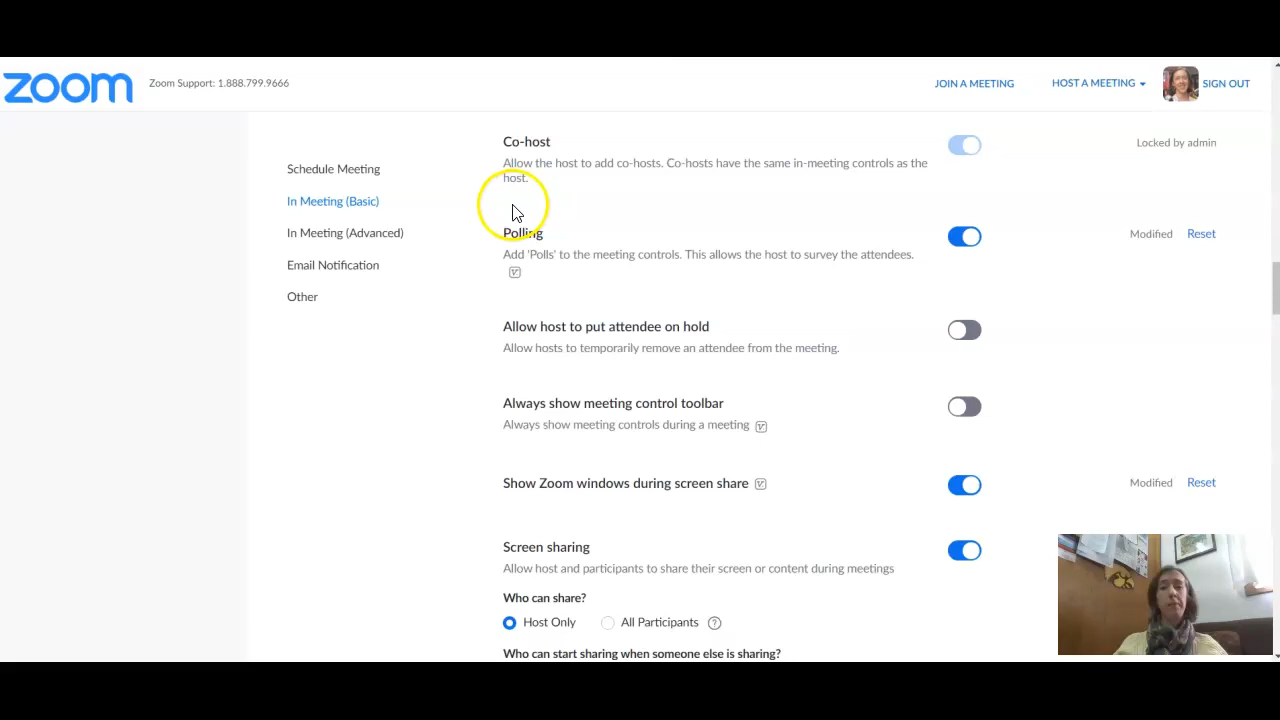 zoom
Zoom Support: 1.888.799.9666
JOIN A MEETING
HOST A MEETING
SIGN OUT
Schedule Meeting
In Meeting (Basic)
In Meeting (Advanced)
Email Notification
Other
Co-host
Locked by admin
Allow the host to add co-hosts. Co-hosts have the same in-meeting controls as the
host.
Polling
Modified Reset
Add 'Polls' to the meeting controls. This allows the host to survey the attendees.
Allow host to put attendee on hold
Allow hosts to temporarily remove an attendee from the meeting.
Always show meeting control toolbar
Always show meeting controls during a meeting
Show Zoom windows during screen share
Modified Reset
Screen sharing
Allow host and participants to share their screen or content during meetings
Who can share?
Host Only All Participants ?
Who can start sharing when someone else is sharing?